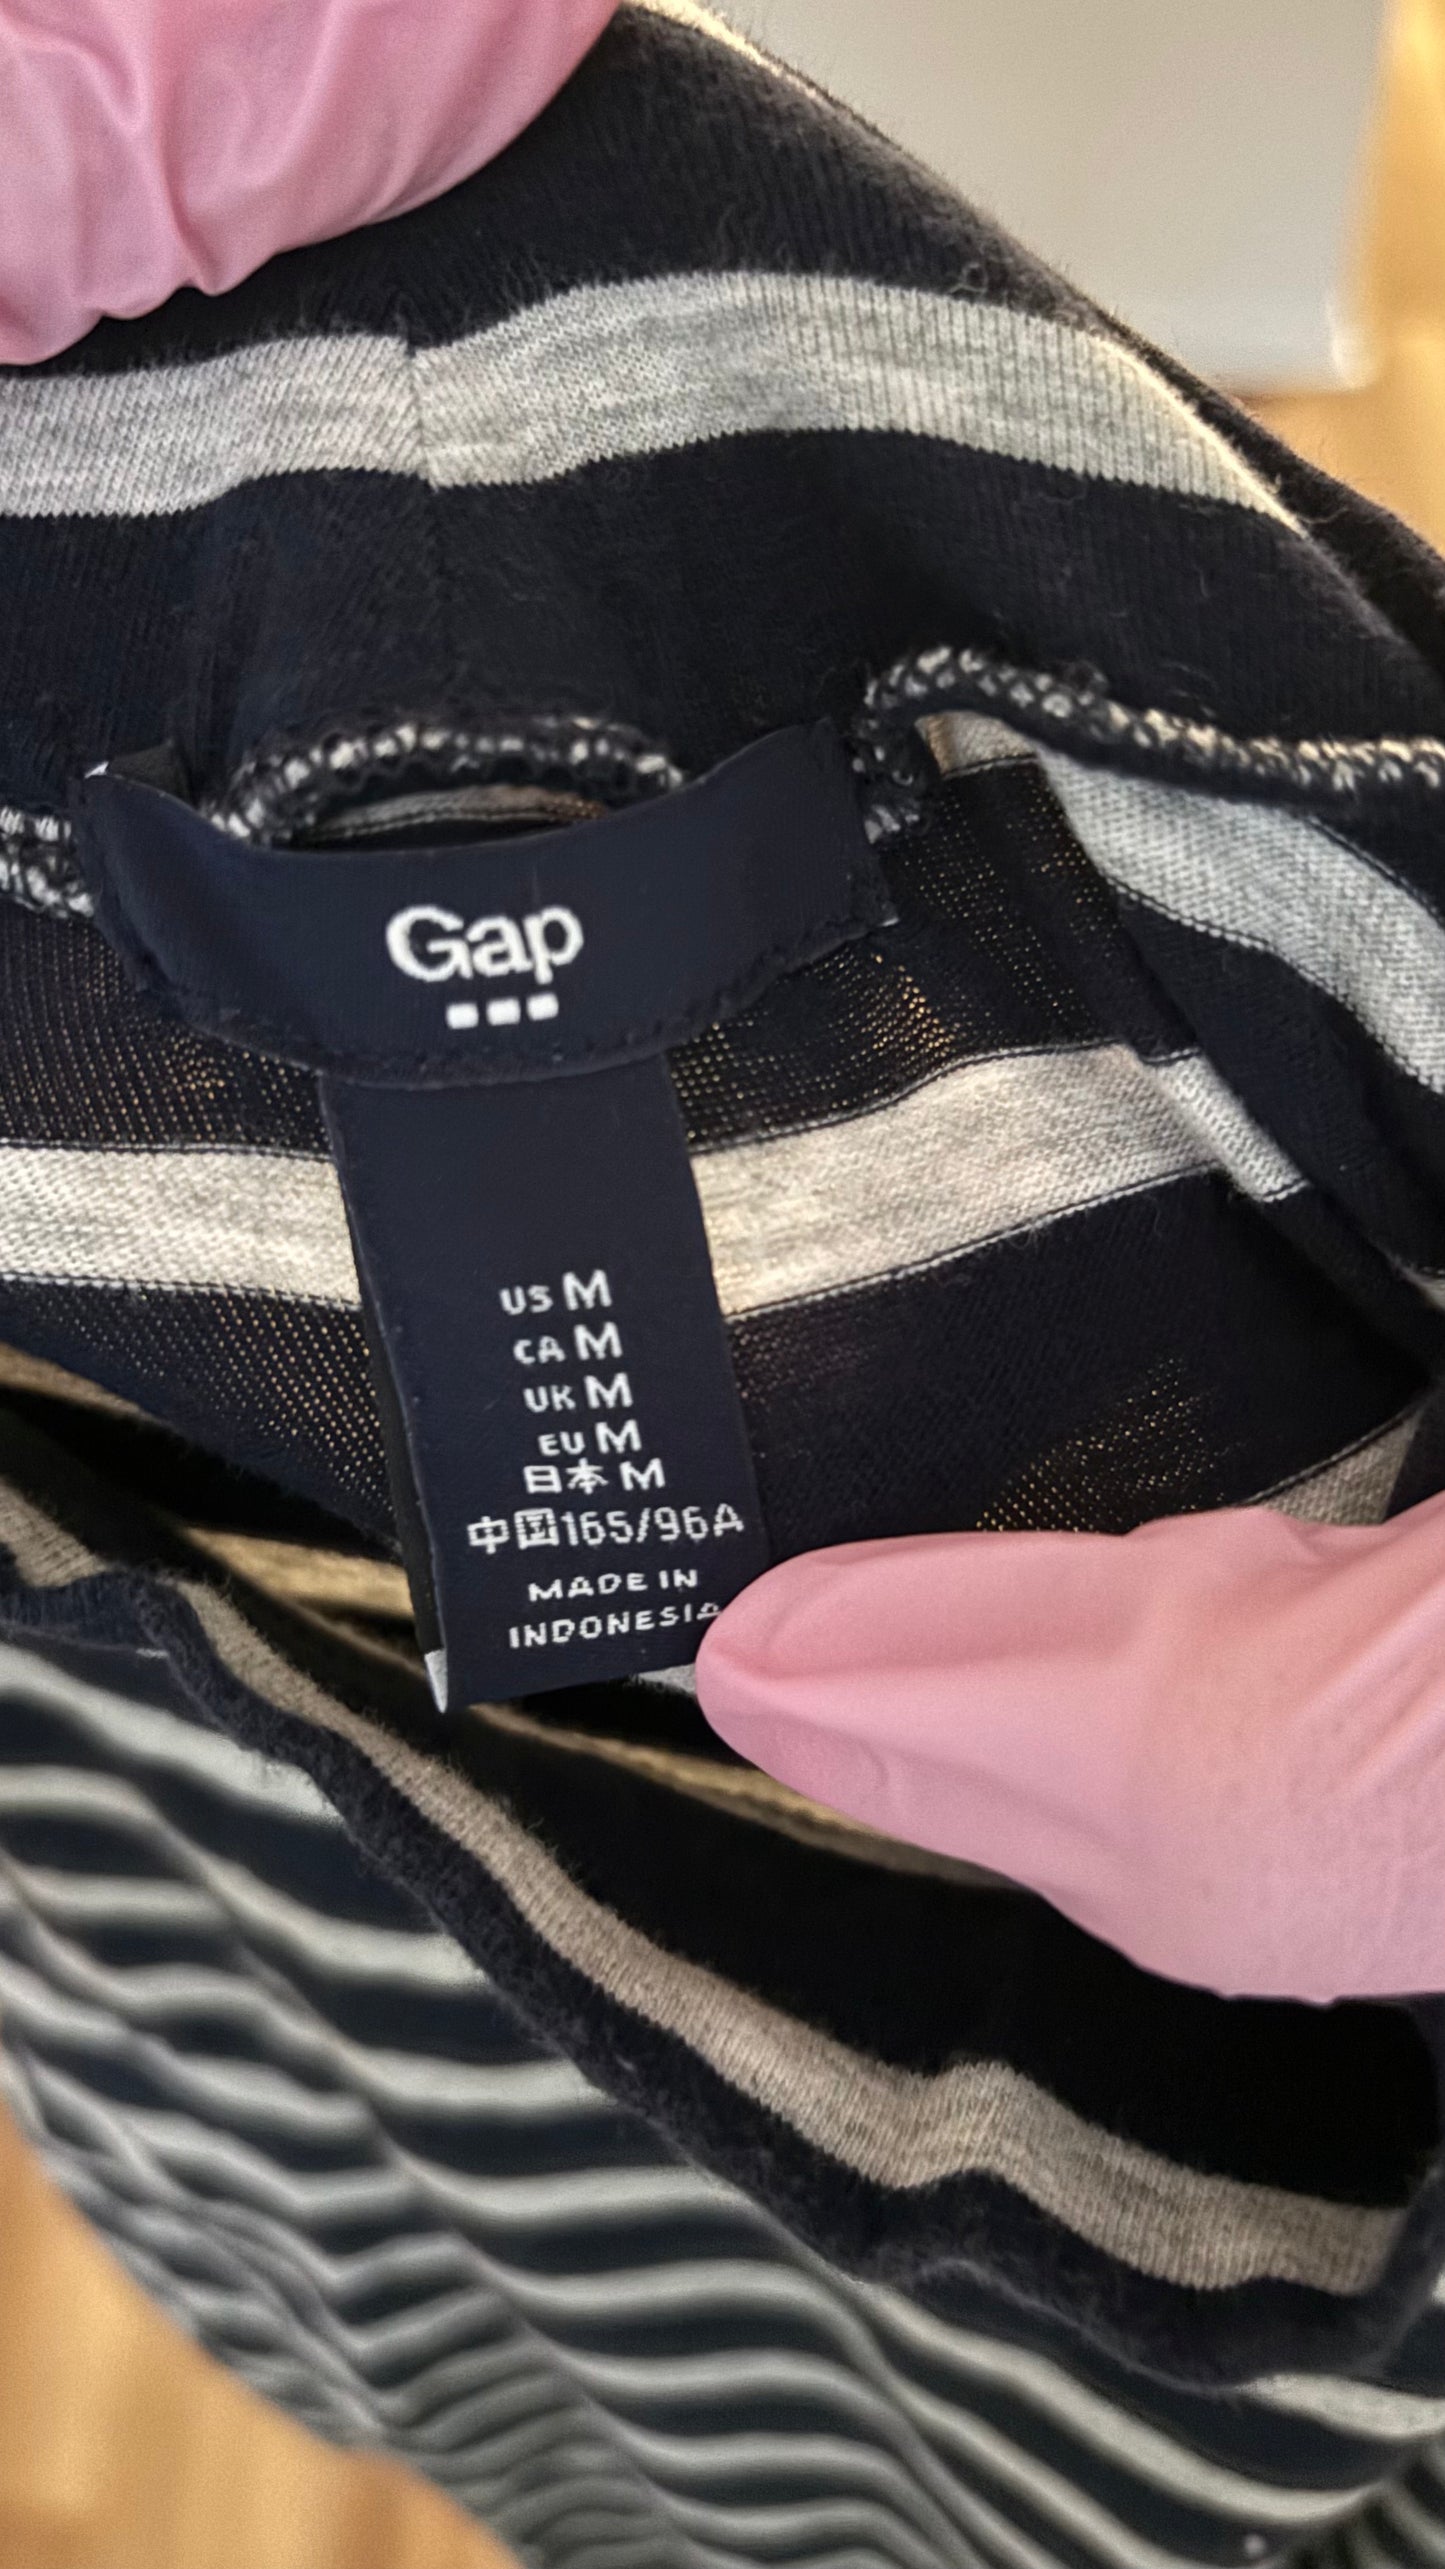 Gap
US M
CA M
UK M
EU M
日本 M
中国165/96A
MADE IN
INDONESIA